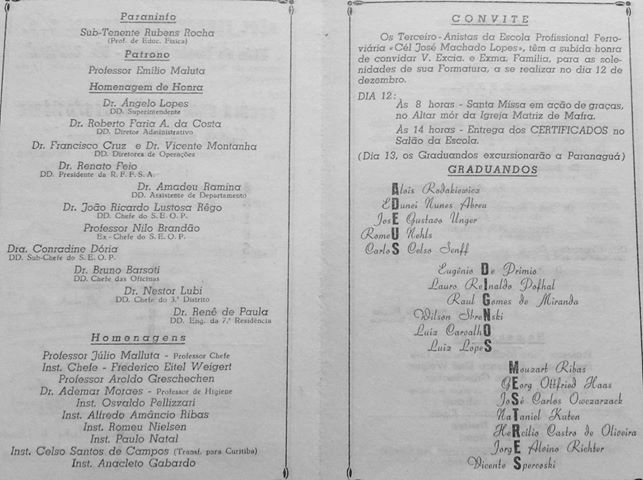 Paraninfo
Sub-Tenente Rubens Rocha
(Prof. de Educ. Física)
Patrono
Professor Emílio Maluta
Homenagem de Honra
Dr. Ângelo Lopes
DD. Superintendente
Dr. Roberto Faria A. da Costa
DD. Diretor Administrativo
Dr. Francisco Cruz e Dr. Vicente Montanha
DD. Diretores de Operações
Dr. Renato Feio
DD. Presidente da R. F. F. S. A.
Dr. Amadeu Ramina
DD. Assistente de Departamento
Dr. João Ricardo Lustosa Rêgo
DD. Chefe do S. E. O. P.
Professor Nilo Brandão
Ex - Chefe do S. E. O. P.
Dra. Conradine Dória
DD. Sub-Chefe do S. E. O. P.
Dr. Bruno Barsoti
DD. Chefe das Oficinas
Dr. Nestor Lubi
DD. Chefe do 3.º Distrito
Dr. Renê de Paula
DD. Eng. da 7.ª Residência
Homenagens
Professor Júlio Malluta - Professor Chefe
Inst. Chefe - Frederico Eitel Weigert
Professor Aroldo Greschechen
Dr. Ademar Moraes - Professor de Higiene
Inst. Osvaldo Pellizzari
Inst. Alfredo Amâncio Ribas
Inst. Romeu Nielsen
Inst. Paulo Natal
Inst. Celso Santos de Campos (Transf. para Curitiba)
Inst. Anacleto Gabardo
CONVITE
Os Terceiro-Anistas da Escola Profissional Ferro-
viária «Cél José Machado Lopes», têm a subida honra
de convidar V. Excia. e Exma. Família, para as so-
lenidades de sua Formatura, a se realizar no dia 12 de
dezembro.
DIA 12:
Às 8 horas - Santa Missa em ação de graças,
no Altar mór da Igreja Matriz de Mafra.
Às 14 horas - Entrega dos CERTIFICADOS no
Salão da Escola.
(Dia 13, os Graduandos excursionarão a Paranaguá)
GRADUANDOS
Alois Rodakiewicz
EDunei Nunes Abreu
JosE Gustavo Unger
RomeU Nehls
CarloS Celso Senff
Eugênio De Primio
Lauro ReInaldo Pofhal
Raul Gomes de Miranda
Wilson SbreNski
Luiz CarvalhO
Luiz LopeS
Mouzart Ribas
GEorg Ottfried Haas
JoSé Carlos Owczarzack
NaTaniel Kuten
HeRcílio Castro de Oliveira
JorgE Aloino Richter
Vicente Spercoski